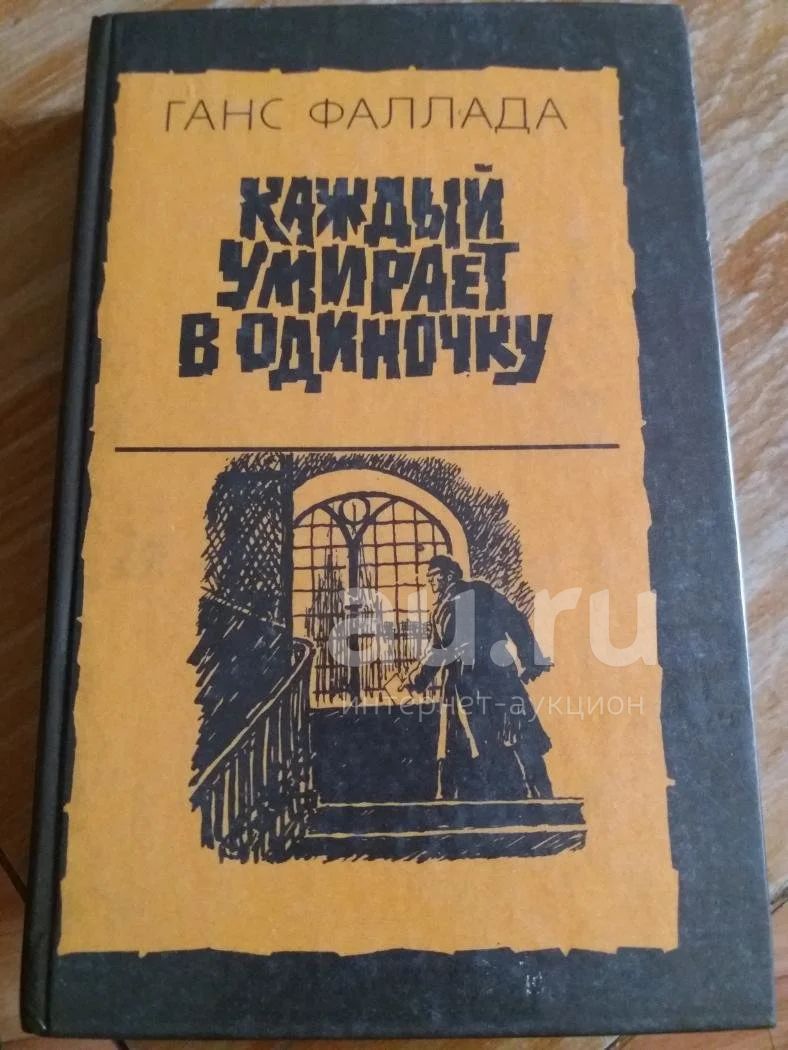 ГАНС ФАЛЛАДА
КАЖДЫЙ
УМИРАЕТ
В ОДИНОЧКУ
au.ru
интернет-аукцион